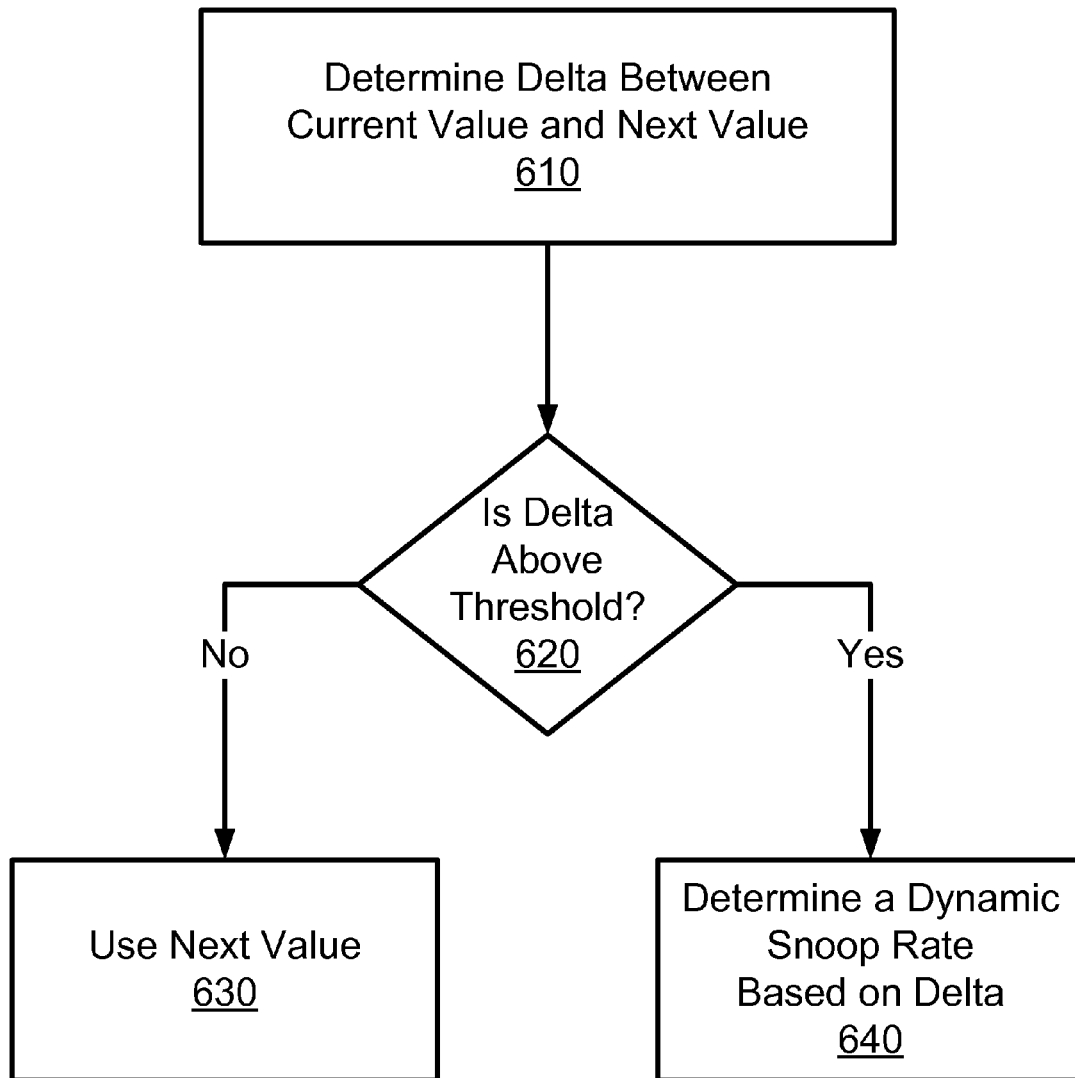 Determine Delta Between
Current Value and Next Value
610
Is Delta
Above
Threshold?
620
No
Yes
Use Next Value
630
Determine a Dynamic
Snoop Rate
Based on Delta
640